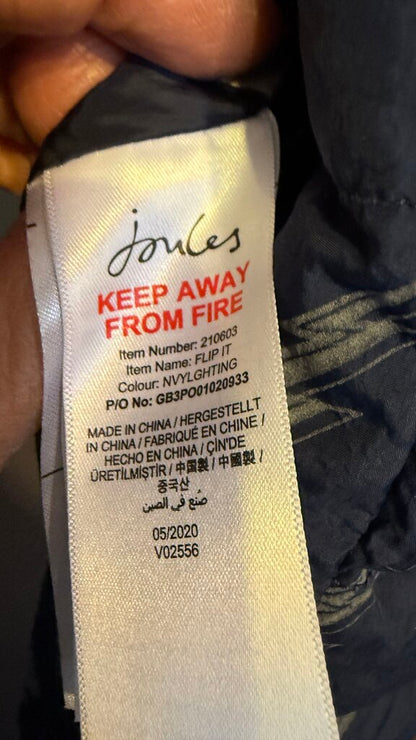 Joules
KEEP AWAY
FROM FIRE
Item Number: 210603
Item Name: FLIP IT
Colour: NVYLGHTING
P/O No: GB3PO01020933
MADE IN CHINA / HERGESTELLT
IN CHINA / FABRIQUÉ EN CHINE /
HECHO EN CHINA / ÇIN'DE
ÜRETİLMİŞTİR / 中国製 / 中國製 /
중국산
صُنع في الصين
05/2020
V02556